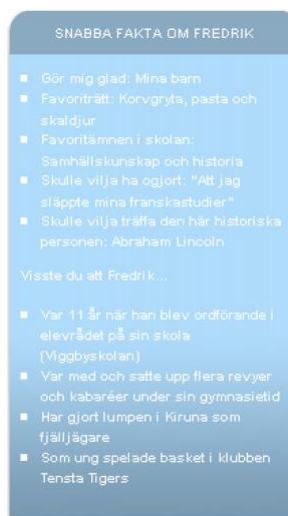 SNABBA FAKTA OM FREDRIK
Gör mig glad: Mina barn
Favoriträtt: Korvgryta, pasta och
skaldjur
Favoritämnen i skolan:
Samhällskunskap och historia
Skulle vilja ha ogjort: "Att jag
släppte mina franskastudier"
Skulle vilja träffa den här historiska
personen: Abraham Lincoln
Visste du att Fredrik...
Var 11 år när han blev ordförande i
elevrådet på sin skola
(Viggbyskolan)
Var med och satte upp flera revyer
och kabaréer under sin gymnasietid
Har gjort lumpen i Kiruna som
fjälljägare
Som ung spelade basket i klubben
Tensta Tigers